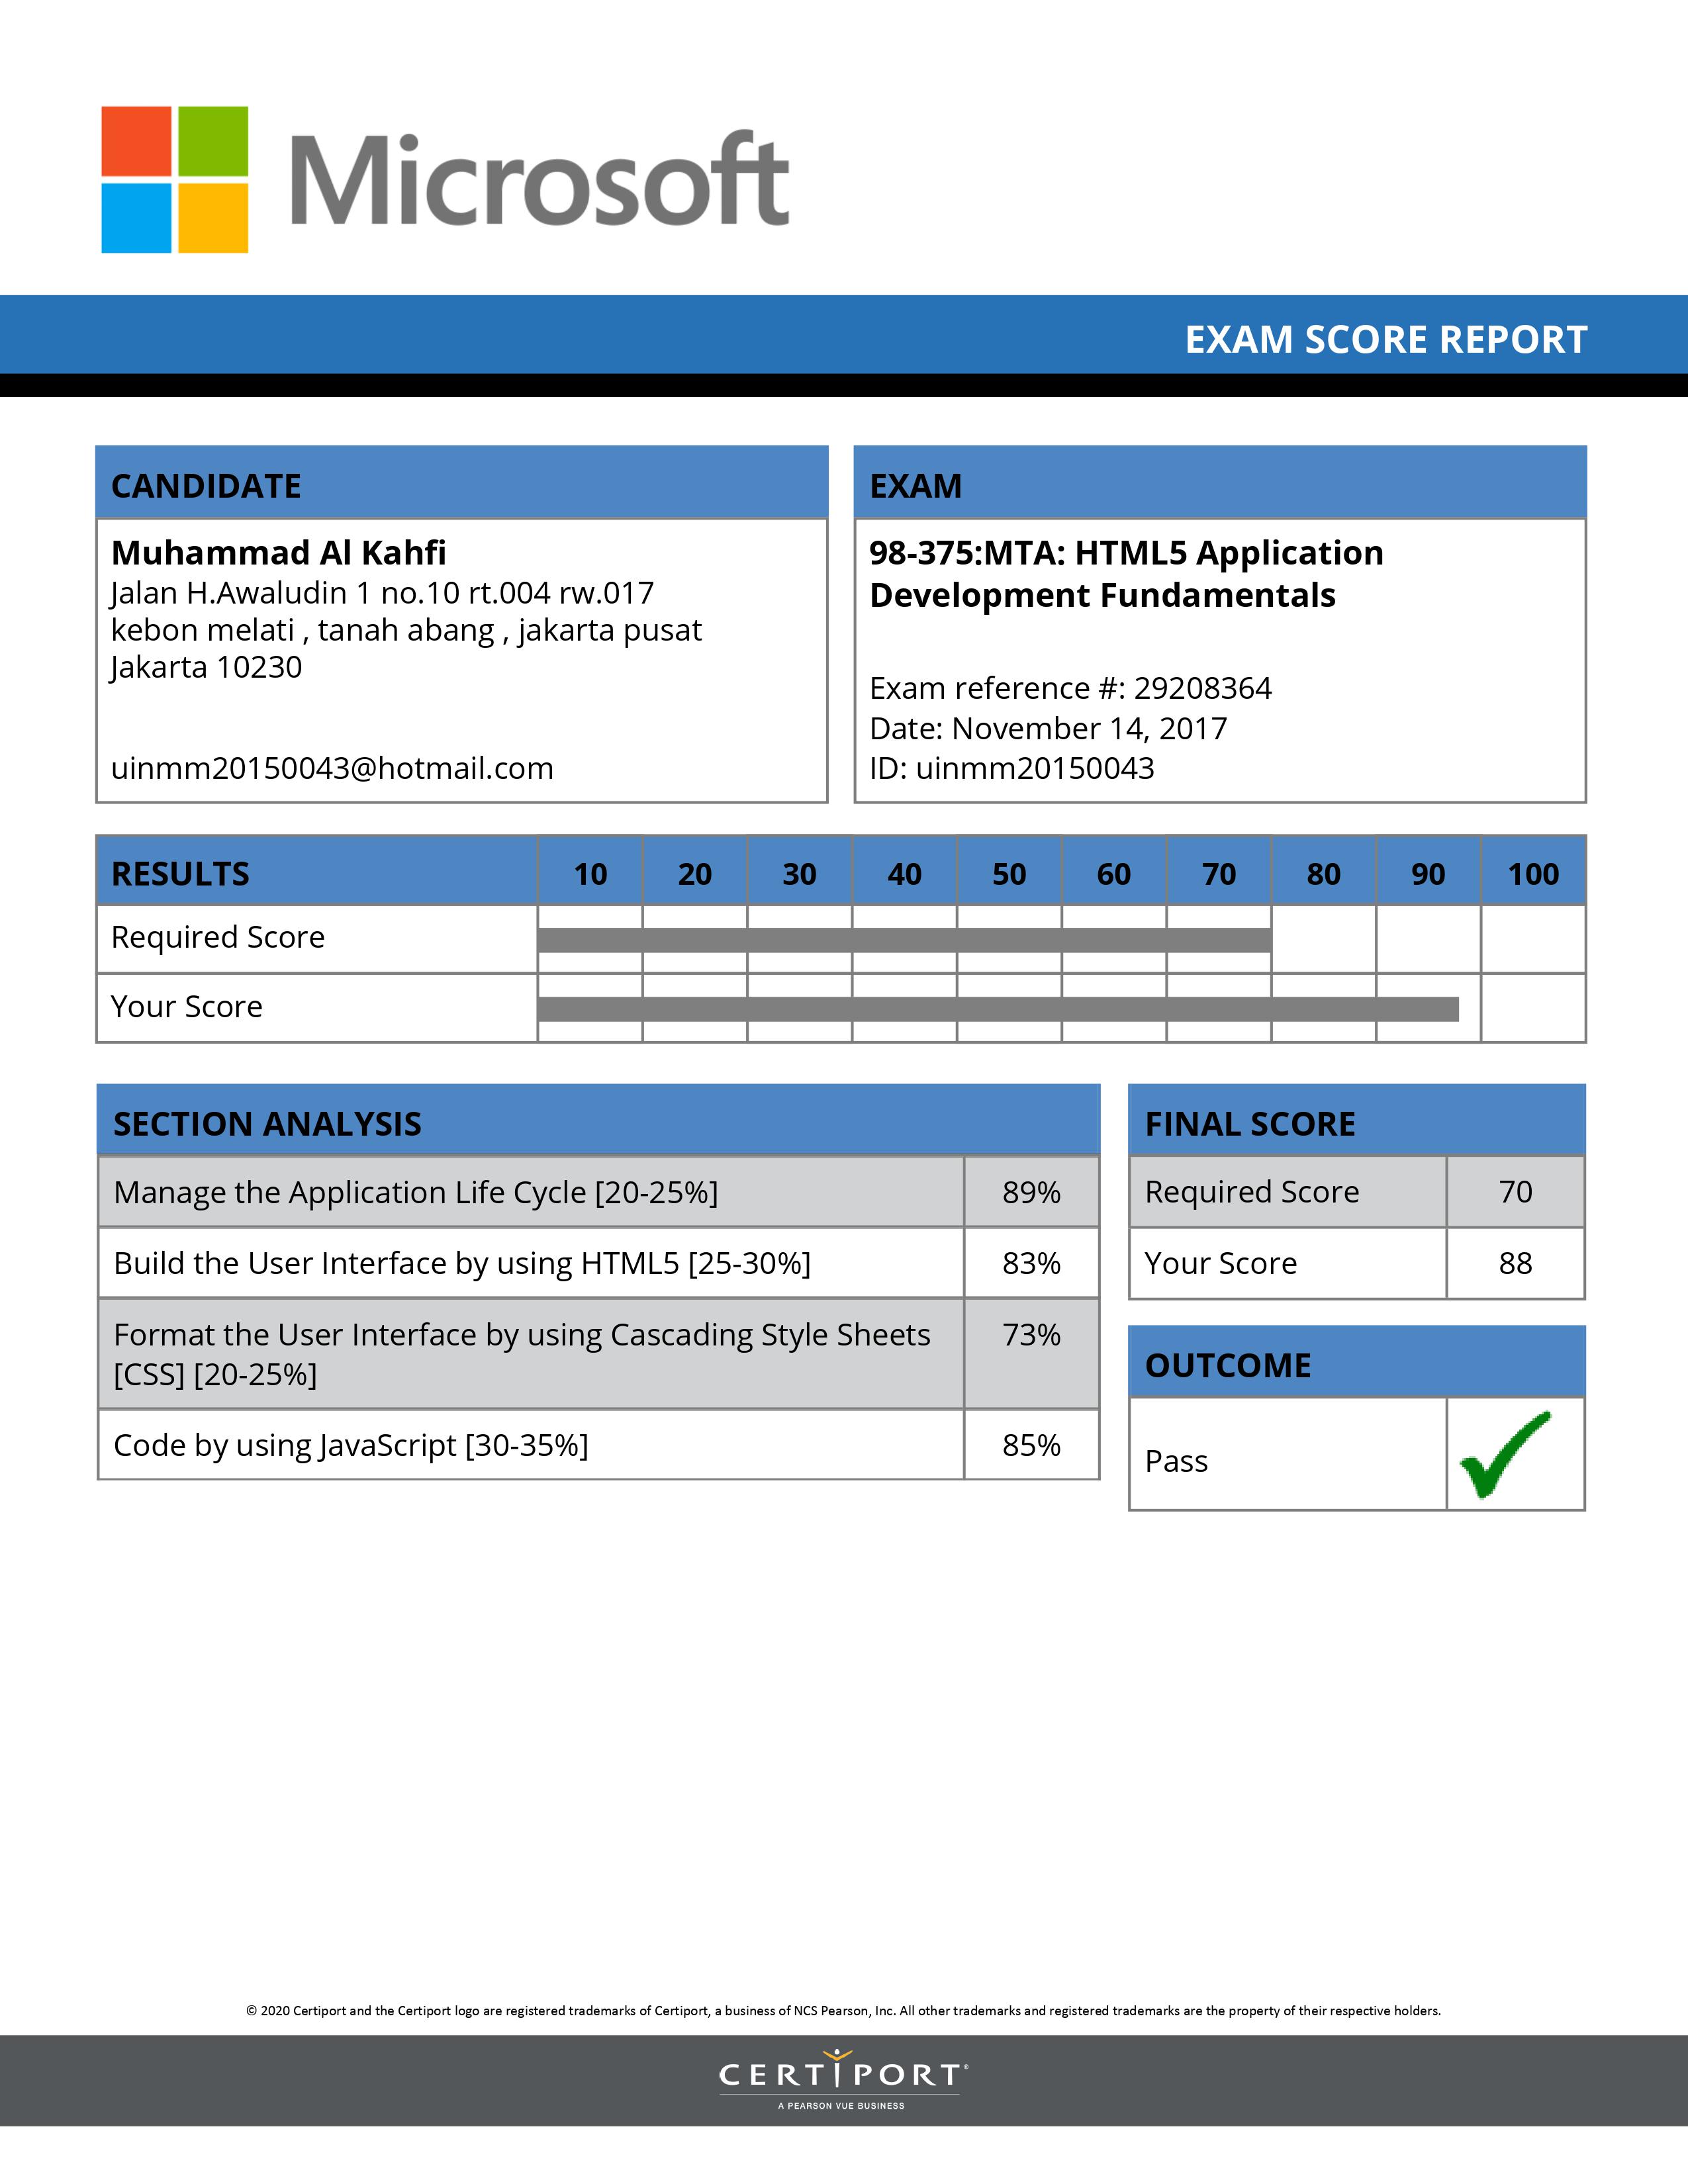 Microsoft
EXAM SCORE REPORT
CANDIDATE
Muhammad Al Kahfi
Jalan H.Awaludin 1 no.10 rt.004 rw.017
kebon melati , tanah abang , jakarta pusat
Jakarta 10230
uinmm20150043@hotmail.com
EXAM
98-375:MTA: HTML5 Application
Development Fundamentals
Exam reference #: 29208364
Date: November 14, 2017
ID: uinmm20150043
RESULTS 10 20 30 40 50 60 70 80 90 100
Required Score
Your Score
SECTION ANALYSIS
Manage the Application Life Cycle [20-25%] 89%
Build the User Interface by using HTML5 [25-30%] 83%
Format the User Interface by using Cascading Style Sheets 73%
[CSS] [20-25%]
Code by using JavaScript [30-35%] 85%
FINAL SCORE
Required Score 70
Your Score 88
OUTCOME
Pass
© 2020 Certiport and the Certiport logo are registered trademarks of Certiport, a business of NCS Pearson, Inc. All other trademarks and registered trademarks are the property of their respective holders.
CERTIPORT®
A PEARSON VUE BUSINESS